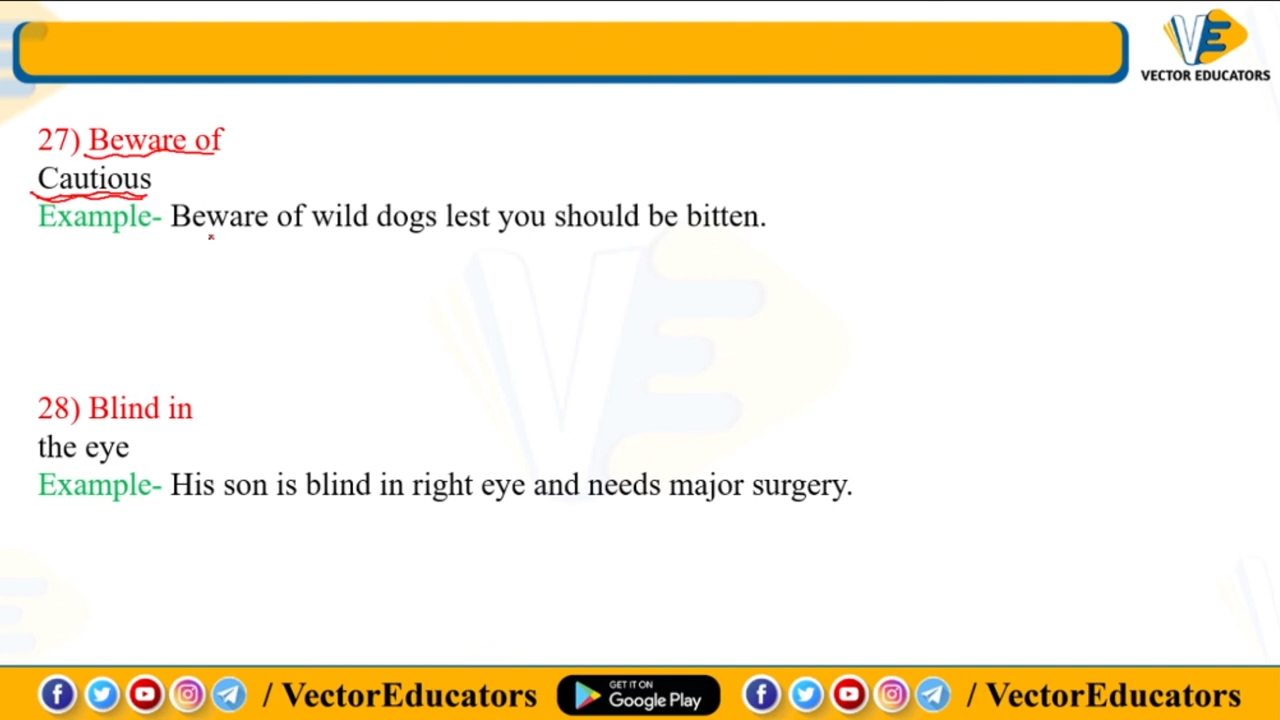 VE
VECTOR EDUCATORS
27) Beware of
Cautious
Example- Beware of wild dogs lest you should be bitten.
28) Blind in
the eye
Example- His son is blind in right eye and needs major surgery.
/ VectorEducators
GET IT ON
Google Play
/ VectorEducators